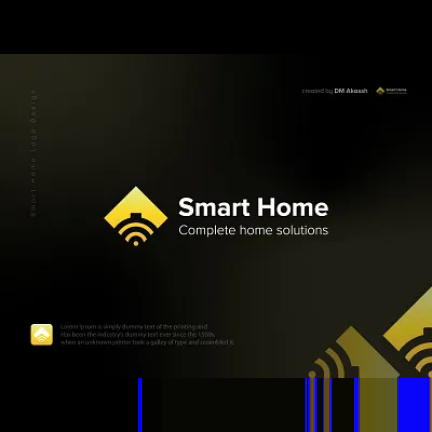 created by DM Akassh
Smart Home
Smart Home Logo Design
Smart Home
Complete home solutions
Lorem Ipsum is simply dummy text of the printing and
Has been the industry's dummy text ever since the 1500s,
when an unknown printer took a galley of type and scrambled it.